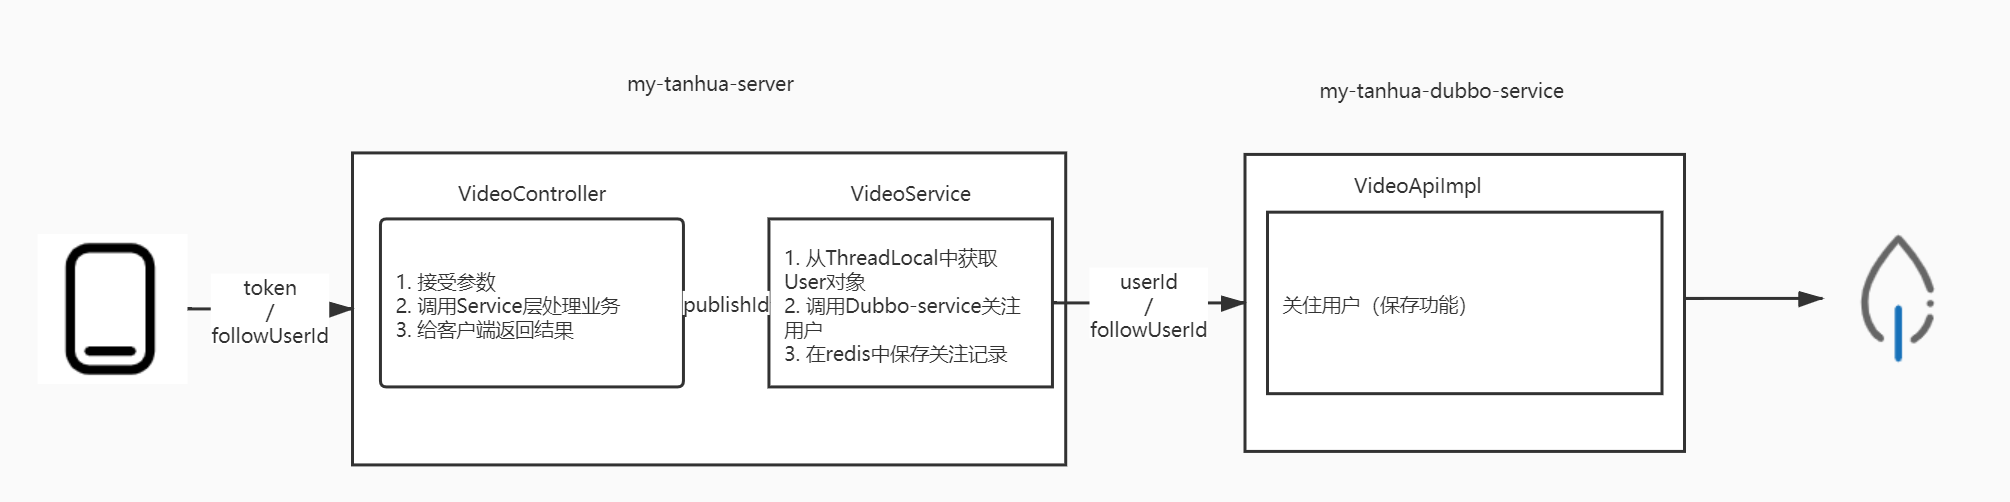 my-tanhua-server
my-tanhua-dubbo-service
VideoController
VideoService
VideoApiImpl
token
/
followUserId
1. 接受参数
2. 调用Service层处理业务
3. 给客户端返回结果
publishId
1. 从ThreadLocal中获取
User对象
2. 调用Dubbo-service关注
用户
3. 在redis中保存关注记录
userId
/
followUserId
关住用户（保存功能）